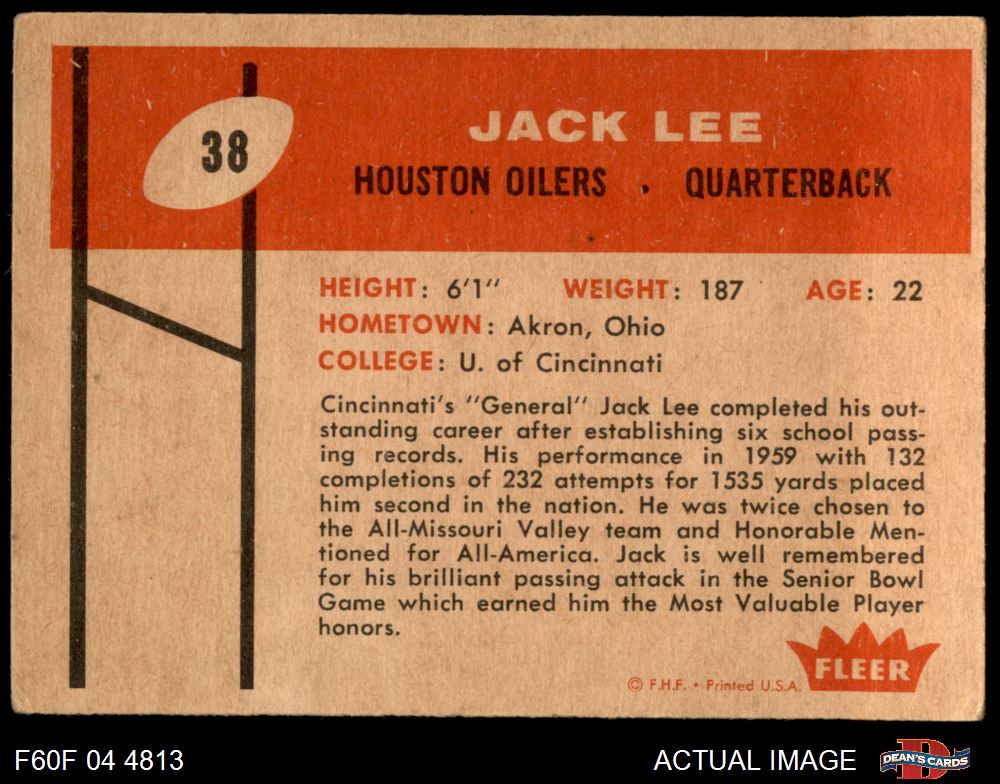 38
JACK LEE
HOUSTON OILERS • QUARTERBACK
HEIGHT: 6'1" WEIGHT: 187 AGE: 22
HOMETOWN: Akron, Ohio
COLLEGE: U. of Cincinnati
Cincinnati's "General" Jack Lee completed his out-
standing career after establishing six school pass-
ing records. His performance in 1959 with 132
completions of 232 attempts for 1535 yards placed
him second in the nation. He was twice chosen to
the All-Missouri Valley team and Honorable Men-
tioned for All-America. Jack is well remembered
for his brilliant passing attack in the Senior Bowl
Game which earned him the Most Valuable Player
honors.
FLEER
© F.H.F. • Printed U.S.A.
F60F 04 4813
ACTUAL IMAGE
D
DEAN'S CARDS